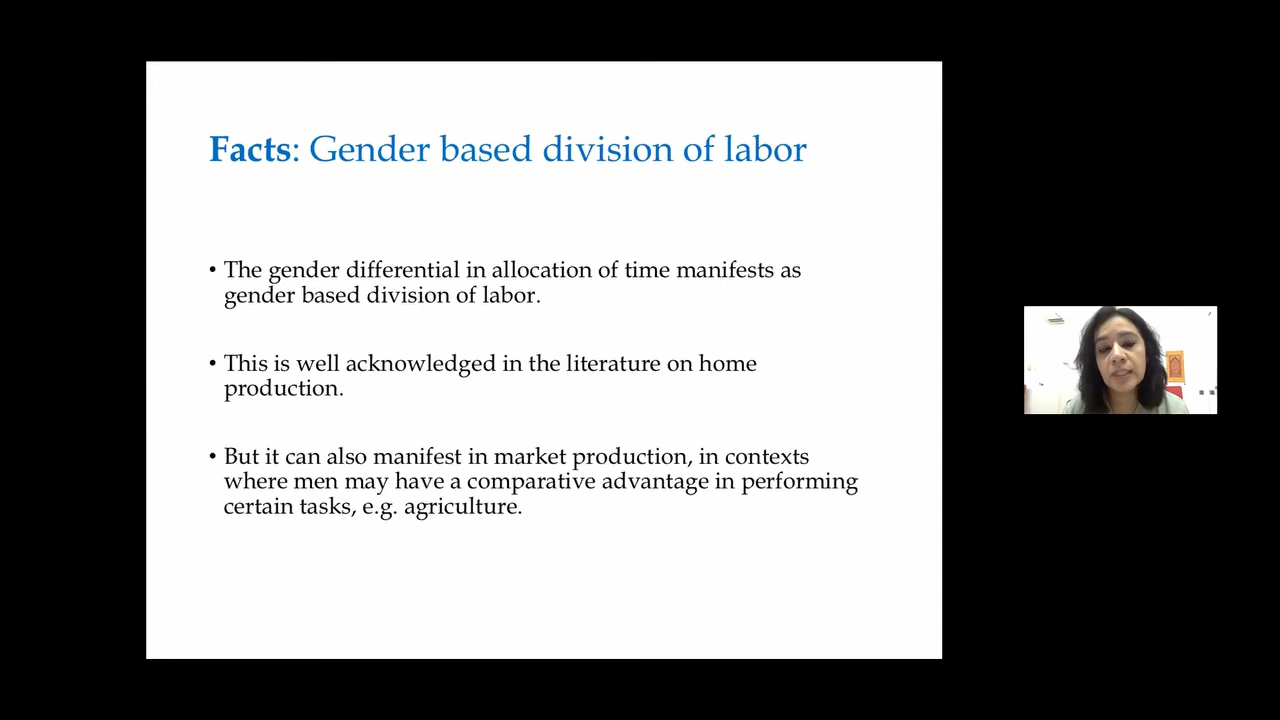 Facts: Gender based division of labor
• The gender differential in allocation of time manifests as
gender based division of labor.
• This is well acknowledged in the literature on home
production.
• But it can also manifest in market production, in contexts
where men may have a comparative advantage in performing
certain tasks, e.g. agriculture.